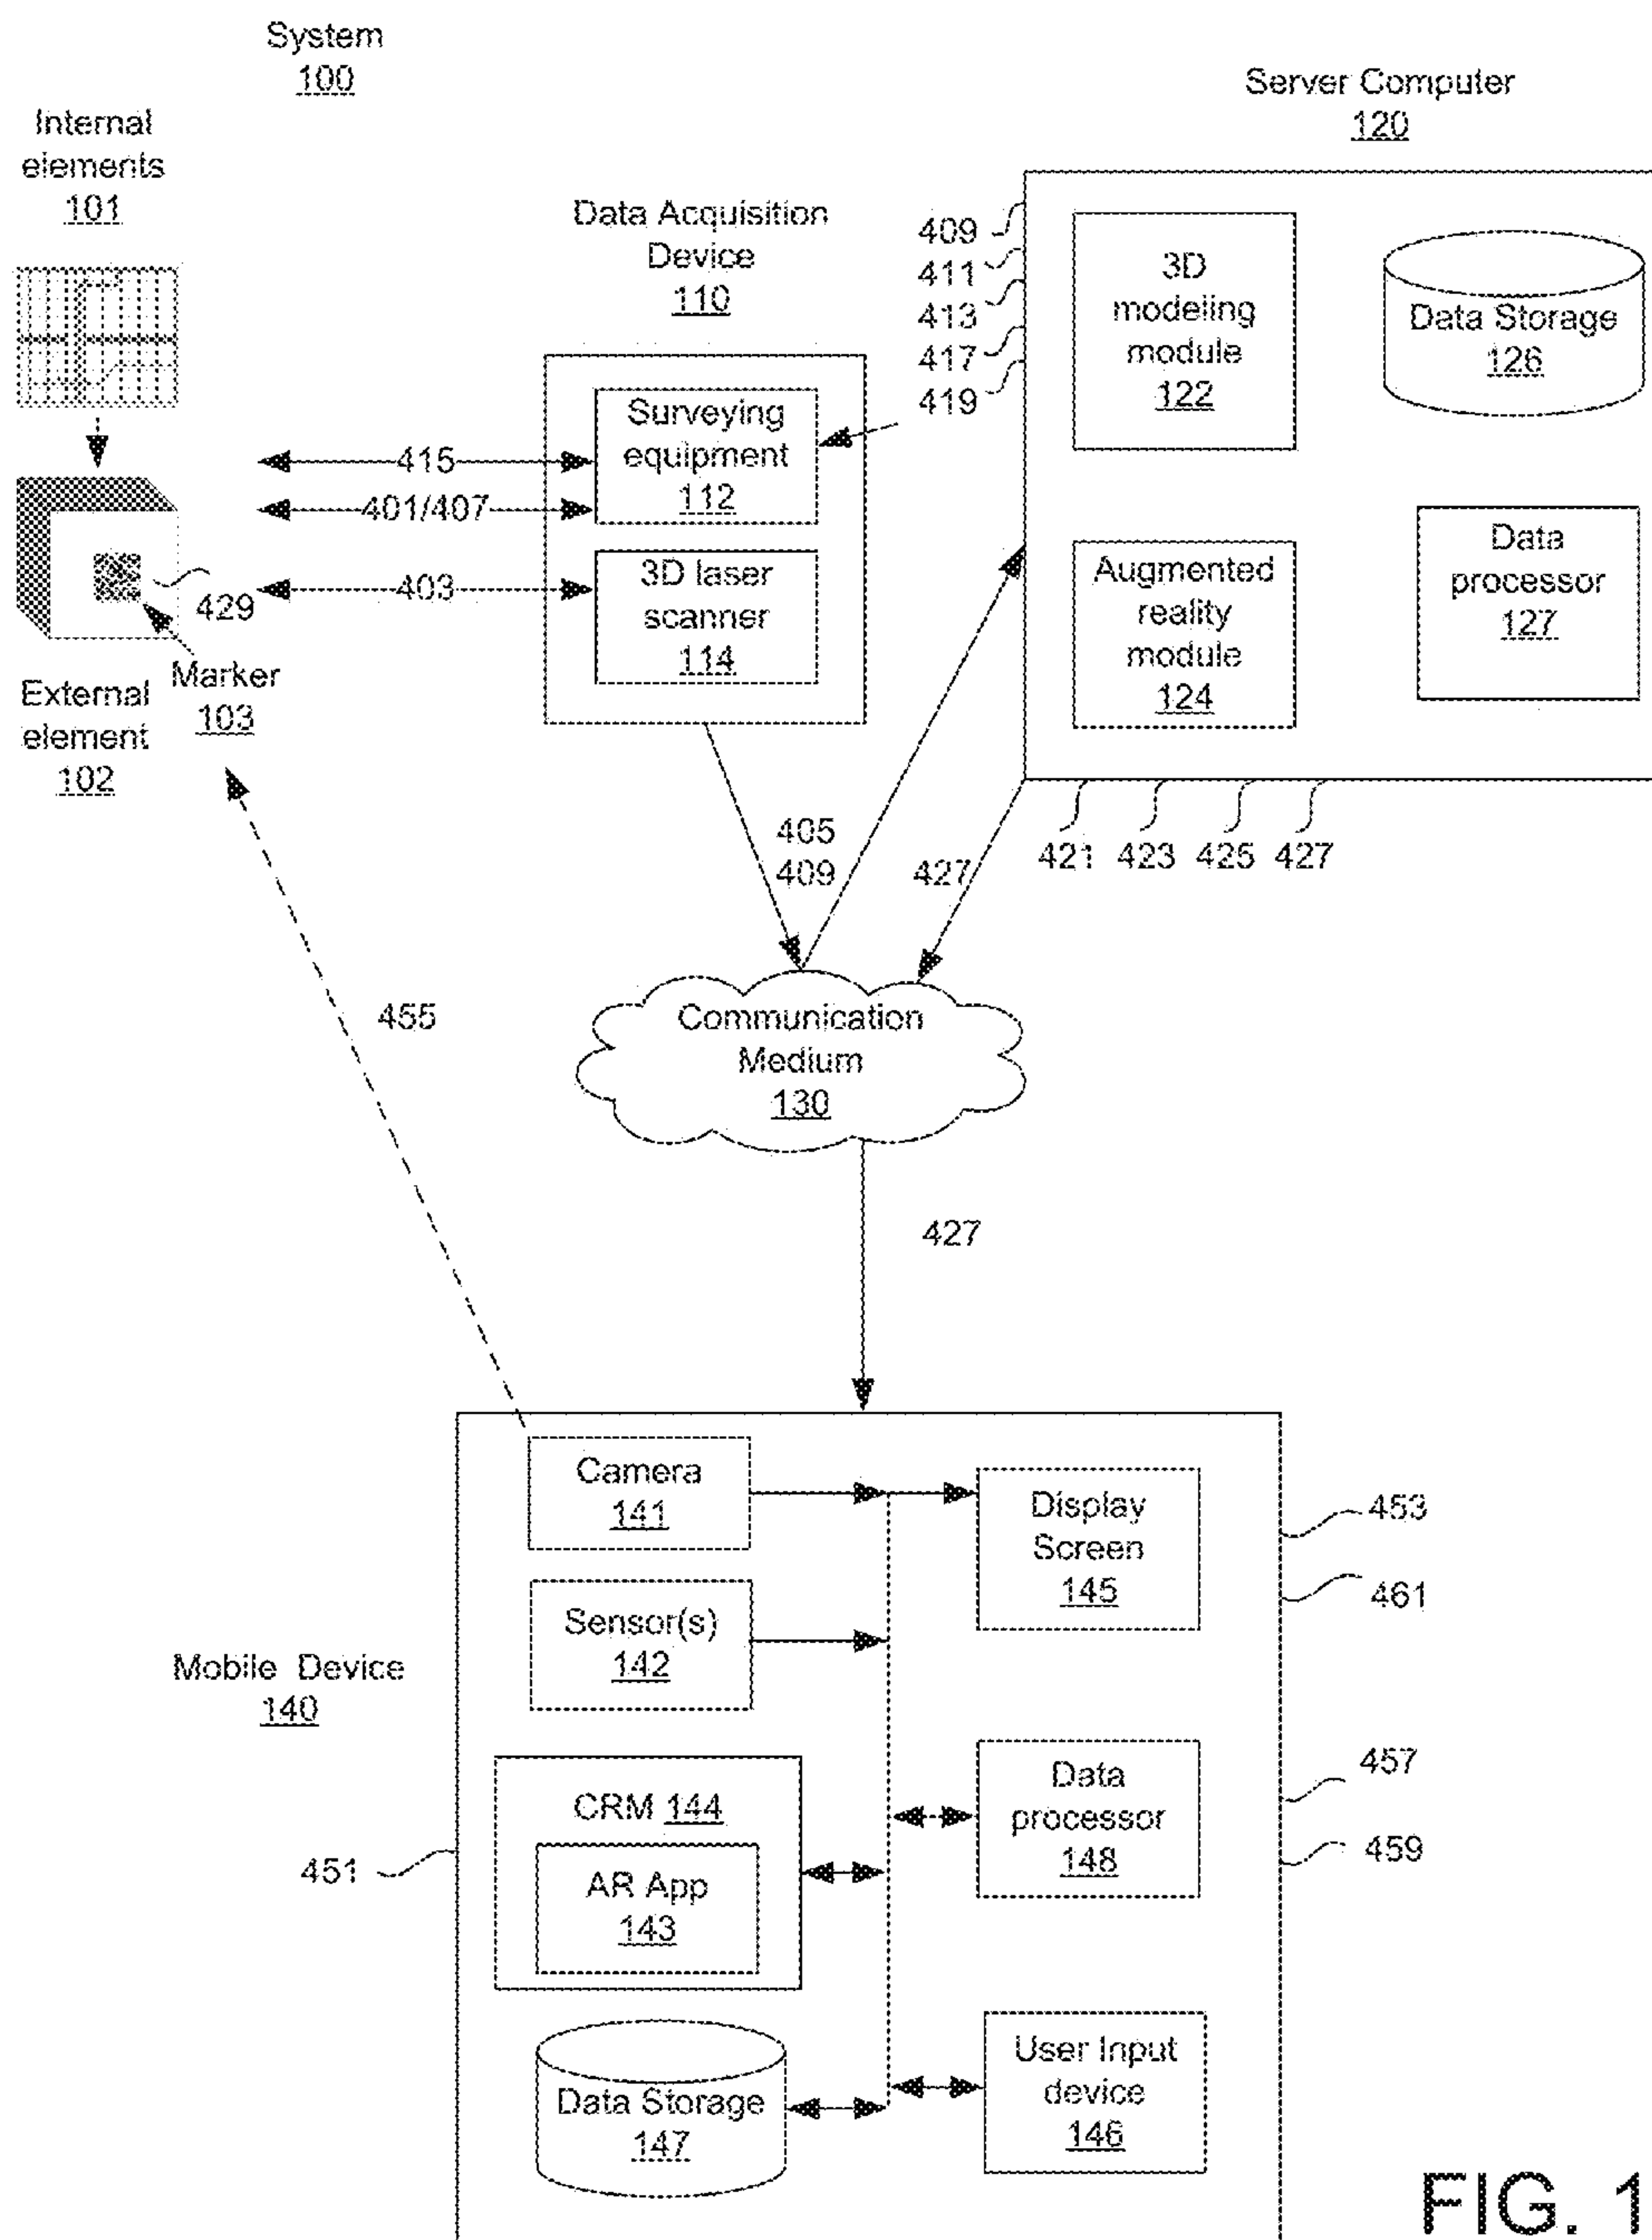 System
100
Internal
elements
101
Server Computer
120
Data Acquisition
Device
110
409
411
413
417
419
3D
modeling
module
122
Data Storage
126
Surveying
equipment
112
415
401/407
3D laser
scanner
114
403
429
Marker
103
External
element
102
Augmented
reality
module
124
Data
processor
127
421 423 425 427
405
409
427
455
Communication
Medium
130
427
Camera
141
Display
Screen
145
453
461
Sensor(s)
142
Mobile Device
140
CRM 144
AR App
143
451
Data
processor
148
457
459
Data Storage
147
User Input
device
146
FIG. 1